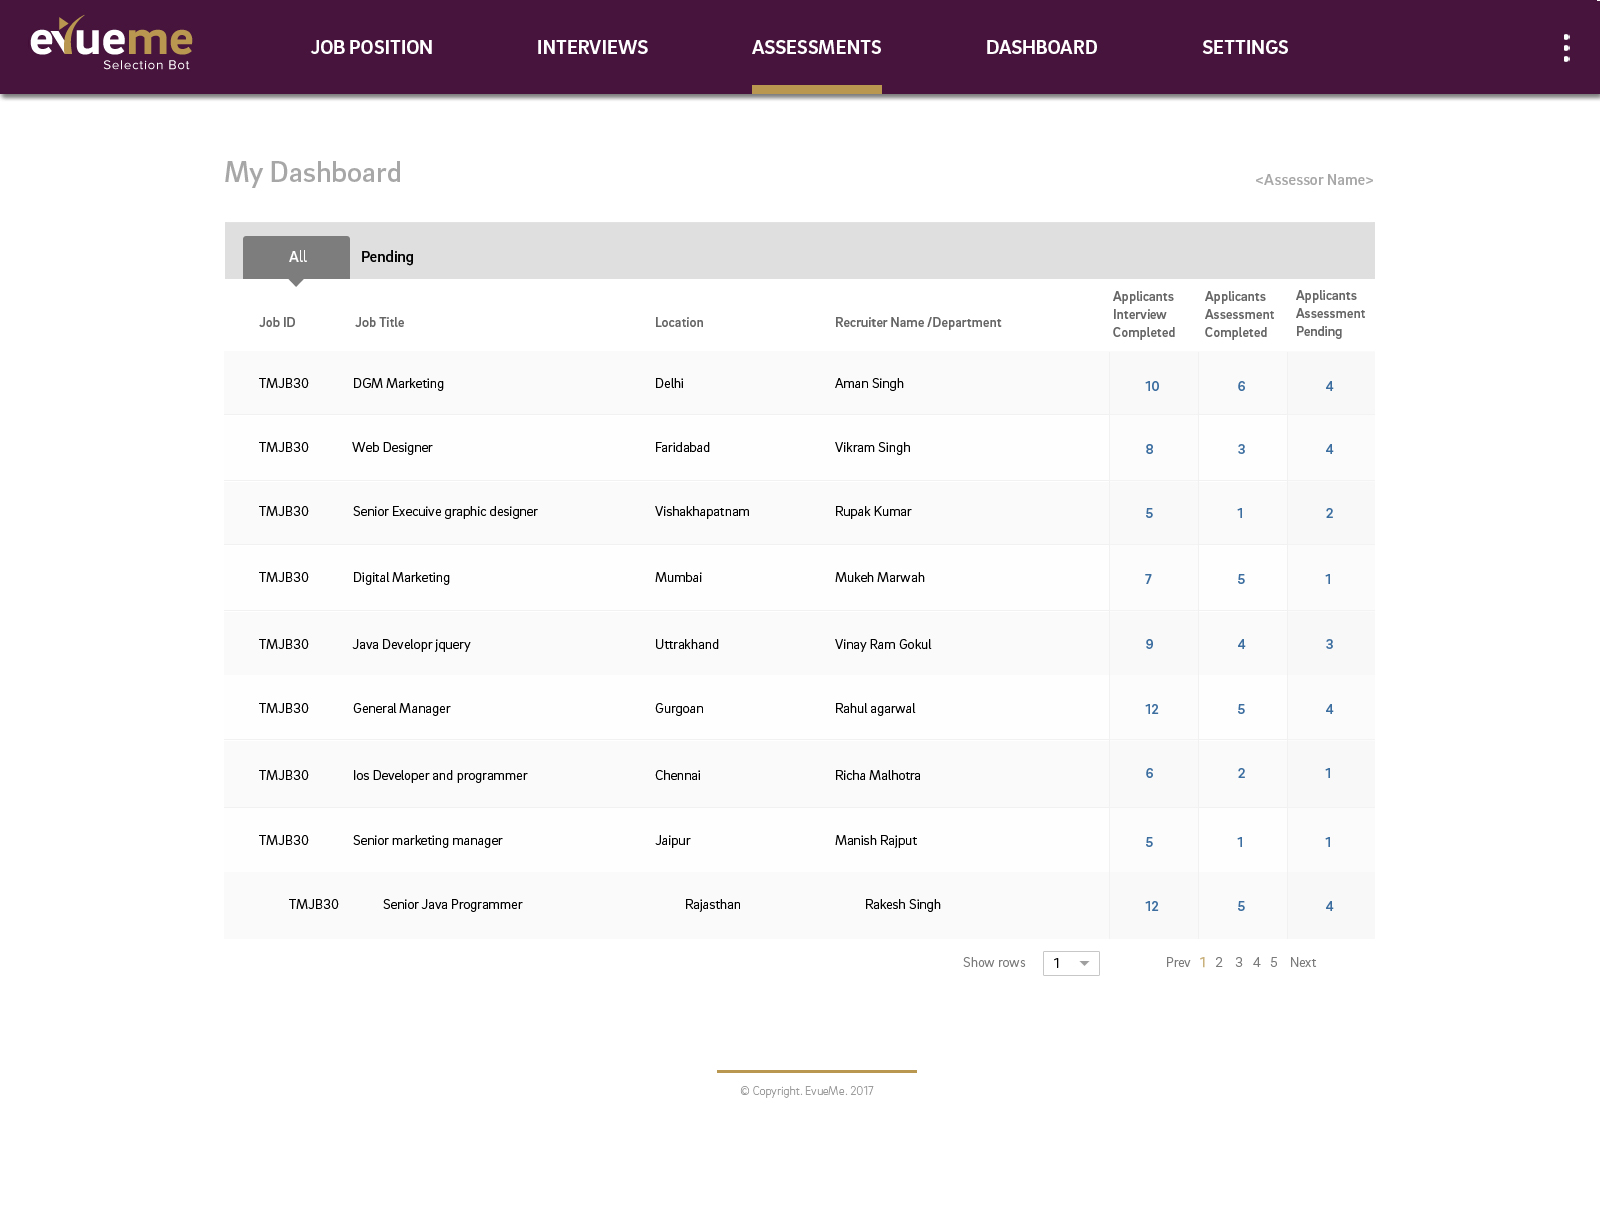 evueme
Selection Bot
JOB POSITION INTERVIEWS ASSESSMENTS DASHBOARD SETTINGS
My Dashboard
<Assessor Name>
All Pending
Job ID Job Title Location Recruiter Name /Department Applicants Interview Completed Applicants Assessment Completed Applicants Assessment Pending
TMJB30 DGM Marketing Delhi Aman Singh 10 6 4
TMJB30 Web Designer Faridabad Vikram Singh 8 3 4
TMJB30 Senior Execuive graphic designer Vishakhapatnam Rupak Kumar 5 1 2
TMJB30 Digital Marketing Mumbai Mukeh Marwah 7 5 1
TMJB30 Java Developr jquery Uttrakhand Vinay Ram Gokul 9 4 3
TMJB30 General Manager Gurgoan Rahul agarwal 12 5 4
TMJB30 Ios Developer and programmer Chennai Richa Malhotra 6 2 1
TMJB30 Senior marketing manager Jaipur Manish Rajput 5 1 1
TMJB30 Senior Java Programmer Rajasthan Rakesh Singh 12 5 4
Show rows 1 Prev 1 2 3 4 5 Next
© Copyright. EvueMe. 2017